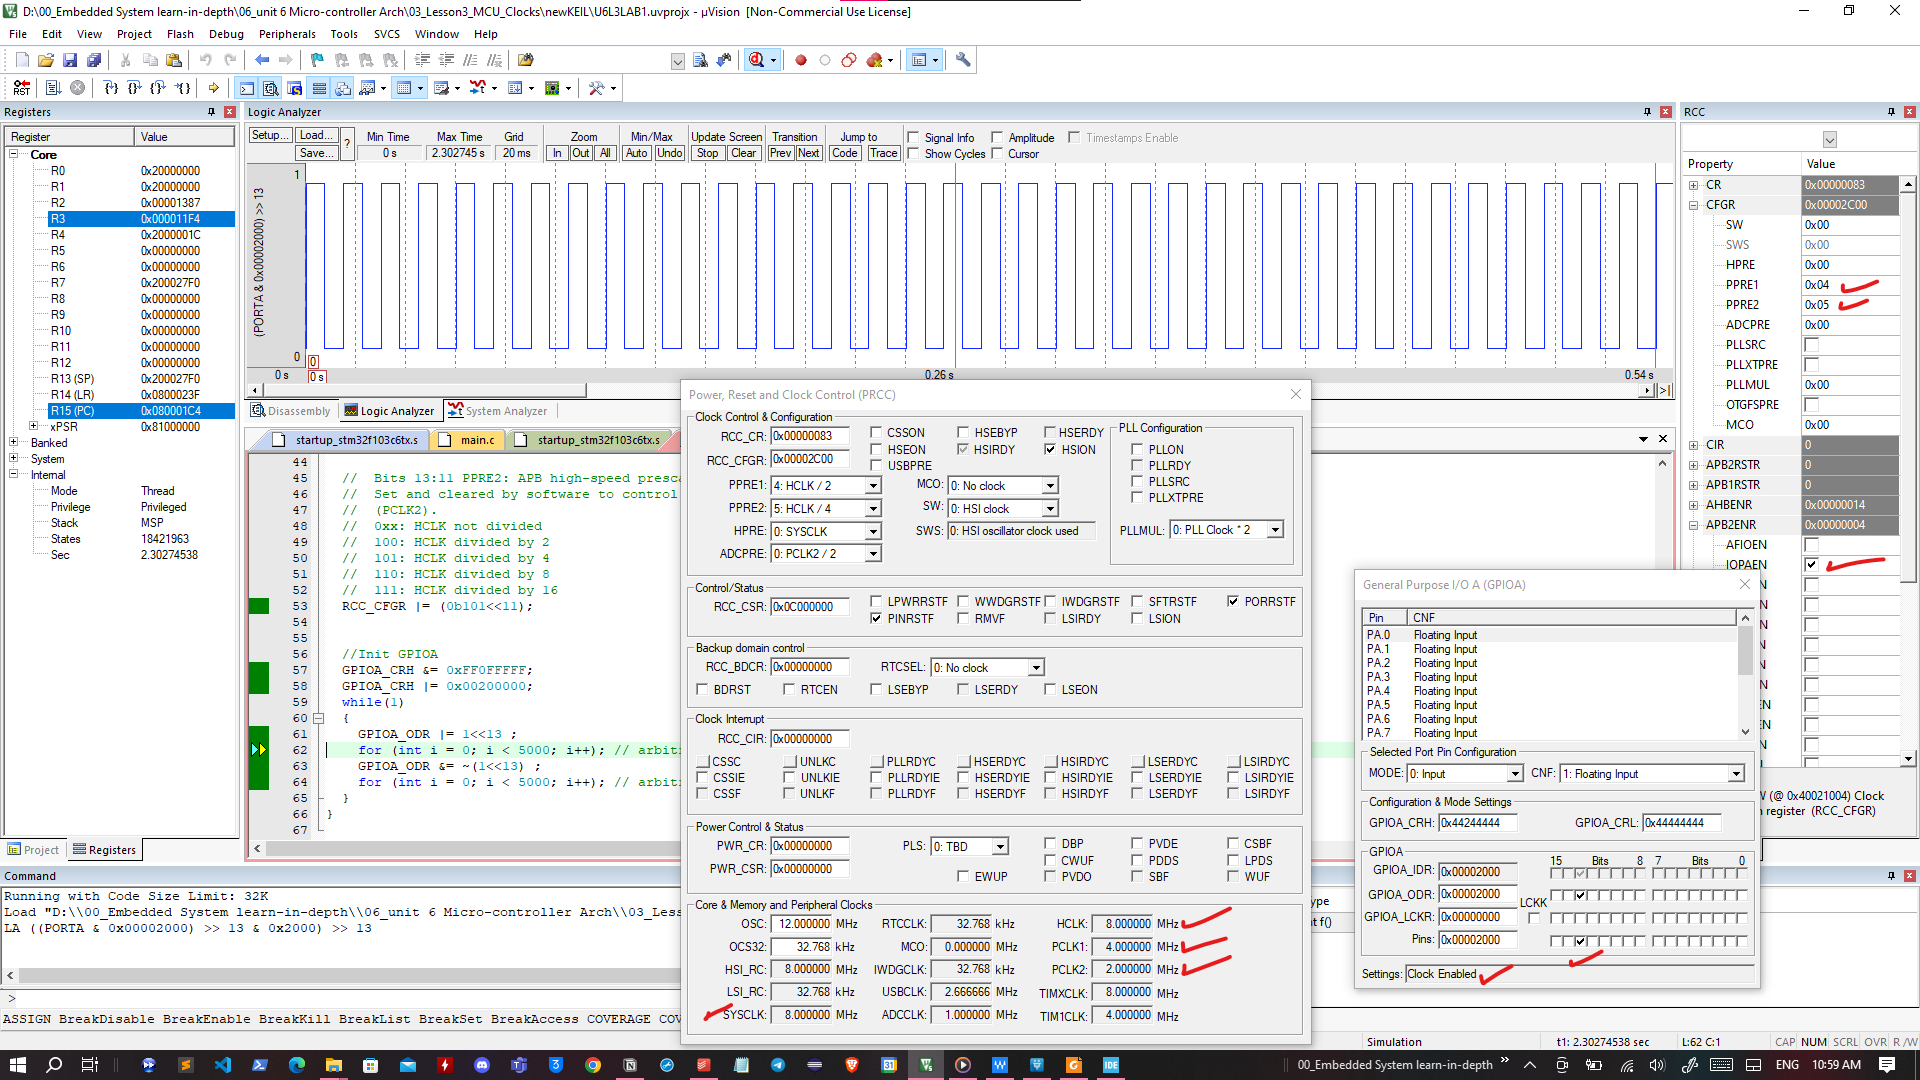 D:\00_Embedded System learn-in-depth\06_unit 6 Micro-controller Arch\03_Lesson3_MCU_Clocks\newKEIL\U6L3LAB1.uvprojx - µVision [Non-Commercial Use License]
File Edit View Project Flash Debug Peripherals Tools SVCS Window Help
Registers
Register Value
Core
R0 0x20000000
R1 0x20000000
R2 0x00001387
R3 0x000011F4
R4 0x2000001C
R5 0x00000000
R6 0x00000000
R7 0x200027F0
R8 0x00000000
R9 0x00000000
R10 0x00000000
R11 0x00000000
R12 0x00000000
R13 (SP) 0x200027F0
R14 (LR) 0x0800023F
R15 (PC) 0x080001C4
xPSR 0x81000000
Banked
System
Internal
Mode Thread
Privilege Privileged
Stack MSP
States 18421963
Sec 2.30274538
Project Registers
Logic Analyzer
Setup... Load... Save... ?
Min Time Max Time Grid Zoom Min/Max Update Screen Transition Jump to
0 s 2.302745 s 20 ms In Out All Auto Undo Stop Clear Prev Next Code Trace
Signal Info Amplitude Timestamps Enable
Show Cycles Cursor
(PORTA & 0x00002000) >> 13
1
0
0
0 s 0 s 0.26 s 0.54 s
Disassembly Logic Analyzer System Analyzer
startup_stm32f103c6tx.s main.c startup_stm32f103c6tx.s
44
45 // Bits 13:11 PPRE2: APB high-speed presca
46 // Set and cleared by software to control
47 // (PCLK2).
48 // 0xx: HCLK not divided
49 // 100: HCLK divided by 2
50 // 101: HCLK divided by 4
51 // 110: HCLK divided by 8
52 // 111: HCLK divided by 16
53 RCC_CFGR |= (0b101<<11);
54
55
56 //Init GPIOA
57 GPIOA_CRH &= 0xFF0FFFFF;
58 GPIOA_CRH |= 0x00200000;
59 while(1)
60 {
61 GPIOA_ODR |= 1<<13 ;
62 for (int i = 0; i < 5000; i++); // arbit
63 GPIOA_ODR &= ~(1<<13) ;
64 for (int i = 0; i < 5000; i++); // arbit
65 }
66 }
67
Power, Reset and Clock Control (PRCC)
Clock Control & Configuration
RCC_CR: 0x00000083
RCC_CFGR: 0x00002C00
CSSON HSEBYP HSERDY
HSEON HSIRDY HSION
USBPRE
PPRE1: 4: HCLK / 2
PPRE2: 5: HCLK / 4
HPRE: 0: SYSCLK
ADCPRE: 0: PCLK2 / 2
MCO: 0: No clock
SW: 0: HSI clock
SWS: 0: HSI oscillator clock used
PLL Configuration
PLLON
PLLRDY
PLLSRC
PLLXTPRE
PLLMUL: 0: PLL Clock * 2
Control/Status
RCC_CSR: 0x0C000000
LPWRRSTF WWDGRSTF IWDGRSTF SFTRSTF PORRSTF
PINRSTF RMVF LSIRDY LSION
Backup domain control
RCC_BDCR: 0x00000000 RTCSEL: 0: No clock
BDRST RTCEN LSEBYP LSERDY LSEON
Clock Interrupt
RCC_CIR: 0x00000000
CSSC UNLKC PLLRDYC HSERDYC HSIRDYC LSERDYC LSIRDYC
CSSIE UNLKIE PLLRDYIE HSERDYIE HSIRDYIE LSERDYIE LSIRDYIE
CSSF UNLKF PLLRDYF HSERDYF HSIRDYF LSERDYF LSIRDYF
Power Control & Status
PWR_CR: 0x00000000 PLS: 0: TBD DBP PVDE CSBF
CWUF PDDS LPDS
PWR_CSR: 0x00000000 EWUP PVDO SBF WUF
Core & Memory and Peripheral Clocks
OSC: 12.000000 MHz RTCCLK: 32.768 kHz HCLK: 8.000000 MHz
OCS32: 32.768 kHz MCO: 0.000000 MHz PCLK1: 4.000000 MHz
HSI_RC: 8.000000 MHz IWDGCLK: 32.768 kHz PCLK2: 2.000000 MHz
LSI_RC: 32.768 kHz USBCLK: 2.666666 MHz TIMXCLK: 8.000000 MHz
SYSCLK: 8.000000 MHz ADCCLK: 1.000000 MHz TIM1CLK: 4.000000 MHz
RCC
Property Value
CR 0x00000083
CFGR 0x00002C00
SW 0x00
SWS 0x00
HPRE 0x00
PPRE1 0x04
PPRE2 0x05
ADCPRE 0x00
PLLSRC
PLLXTPRE
PLLMUL 0x00
OTGFSPRE
MCO 0x00
CIR 0
APB2RSTR 0
APB1RSTR 0
AHBENR 0x00000014
APB2ENR 0x00000004
AFIOEN
IOPAEN
(@ 0x40021004) Clock
register (RCC_CFGR)
General Purpose I/O A (GPIOA)
Pin CNF
PA.0 Floating Input
PA.1 Floating Input
PA.2 Floating Input
PA.3 Floating Input
PA.4 Floating Input
PA.5 Floating Input
PA.6 Floating Input
PA.7 Floating Input
Selected Port Pin Configuration
MODE: 0: Input CNF: 1: Floating Input
Configuration & Mode Settings
GPIOA_CRH: 0x44244444 GPIOA_CRL: 0x44444444
GPIOA
15 Bits 8 7 Bits 0
GPIOA_IDR: 0x00002000
GPIOA_ODR: 0x00002000
GPIOA_LCKR: 0x00000000 LCKK
Pins: 0x00002000
Settings: Clock Enabled
Command
Running with Code Size Limit: 32K
Load "D:\\00_Embedded System learn-in-depth\\06_unit 6 Micro-controller Arch\\03_Less
LA ((PORTA & 0x00002000) >> 13 & 0x2000) >> 13
>
ASSIGN BreakDisable BreakEnable BreakKill BreakList BreakSet BreakAccess COVERAGE COV
ype
t f()
Simulation t1: 2.30274538 sec L:62 C:1 CAP NUM SCRL OVR R/W
00_Embedded System learn-in-depth ENG 10:59 AM